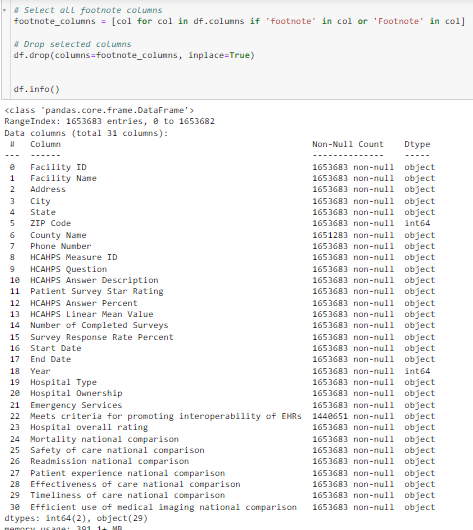 # Select all footnote columns
footnote_columns = [col for col in df.columns if 'footnote' in col or 'Footnote' in col]
# Drop selected columns
df.drop(columns=footnote_columns, inplace=True)
df.info()
<class 'pandas.core.frame.DataFrame'>
RangeIndex: 1653683 entries, 0 to 1653682
Data columns (total 31 columns):
#   Column   Non-Null Count   Dtype
---  ------   --------------   -----
0   Facility ID   1653683 non-null   object
1   Facility Name   1653683 non-null   object
2   Address   1653683 non-null   object
3   City   1653683 non-null   object
4   State   1653683 non-null   object
5   ZIP Code   1653683 non-null   int64
6   County Name   1651283 non-null   object
7   Phone Number   1653683 non-null   object
8   HCAHPS Measure ID   1653683 non-null   object
9   HCAHPS Question   1653683 non-null   object
10  HCAHPS Answer Description   1653683 non-null   object
11  Patient Survey Star Rating   1653683 non-null   object
12  HCAHPS Answer Percent   1653683 non-null   object
13  HCAHPS Linear Mean Value   1653683 non-null   object
14  Number of Completed Surveys   1653683 non-null   object
15  Survey Response Rate Percent   1653683 non-null   object
16  Start Date   1653683 non-null   object
17  End Date   1653683 non-null   object
18  Year   1653683 non-null   int64
19  Hospital Type   1653683 non-null   object
20  Hospital Ownership   1653683 non-null   object
21  Emergency Services   1653683 non-null   object
22  Meets criteria for promoting interoperability of EHRs   1440651 non-null   object
23  Hospital overall rating   1653683 non-null   object
24  Mortality national comparison   1653683 non-null   object
25  Safety of care national comparison   1653683 non-null   object
26  Readmission national comparison   1653683 non-null   object
27  Patient experience national comparison   1653683 non-null   object
28  Effectiveness of care national comparison   1653683 non-null   object
29  Timeliness of care national comparison   1653683 non-null   object
30  Efficient use of medical imaging national comparison   1653683 non-null   object
dtypes: int64(2), object(29)
memory usage: 391.1+ MB